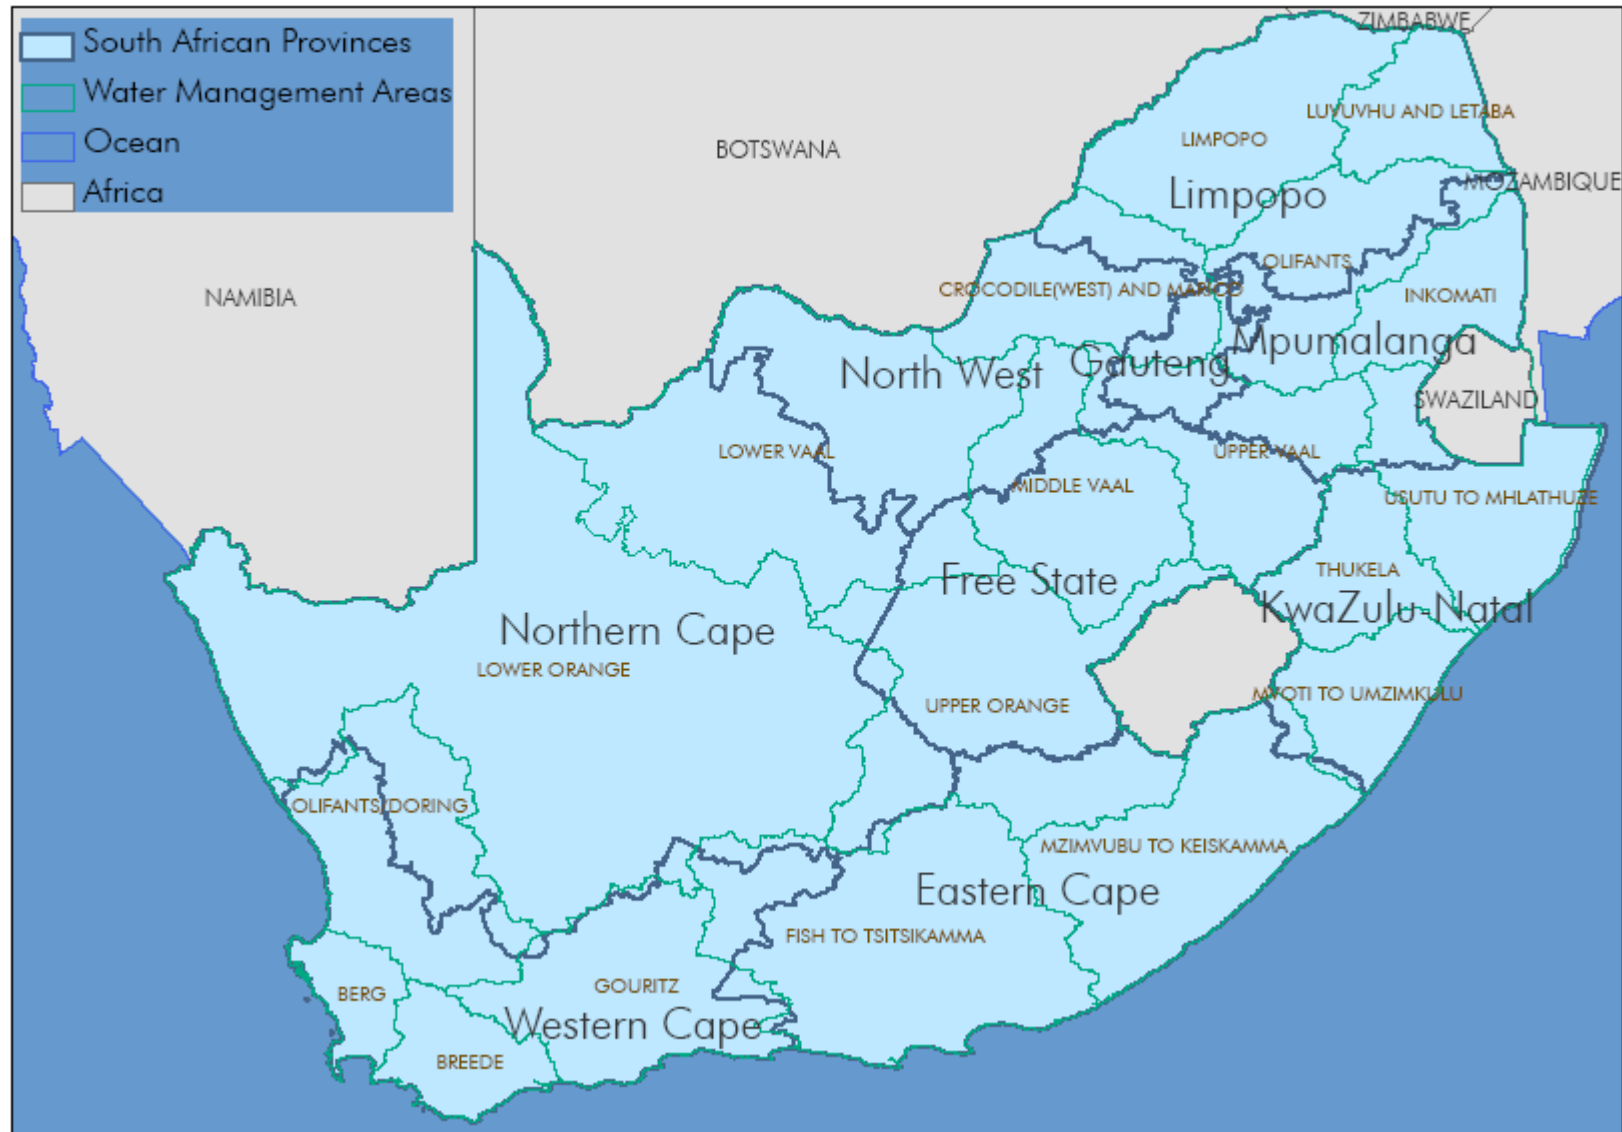 South African Provinces
Water Management Areas
Ocean
Africa
ZIMBABWE
LUVUVHU AND LETABA
LIMPOPO
BOTSWANA
Limpopo
MOZAMBIQUE
OLIFANTS
CROCODILE(WEST) AND MARICO
INKOMATI
NAMIBIA
Mpumalanga
Gauteng
North West
SWAZILAND
LOWER VAAL
UPPER VAAL
MIDDLE VAAL
USUTU TO MHLATHUZE
THUKELA
Free State
KwaZulu-Natal
Northern Cape
LOWER ORANGE
MVOTI TO UMZIMKULU
UPPER ORANGE
OLIFANTS/DORING
MZIMVUBU TO KEISKAMMA
Eastern Cape
FISH TO TSITSIKAMMA
GOURITZ
BERG
Western Cape
BREEDE